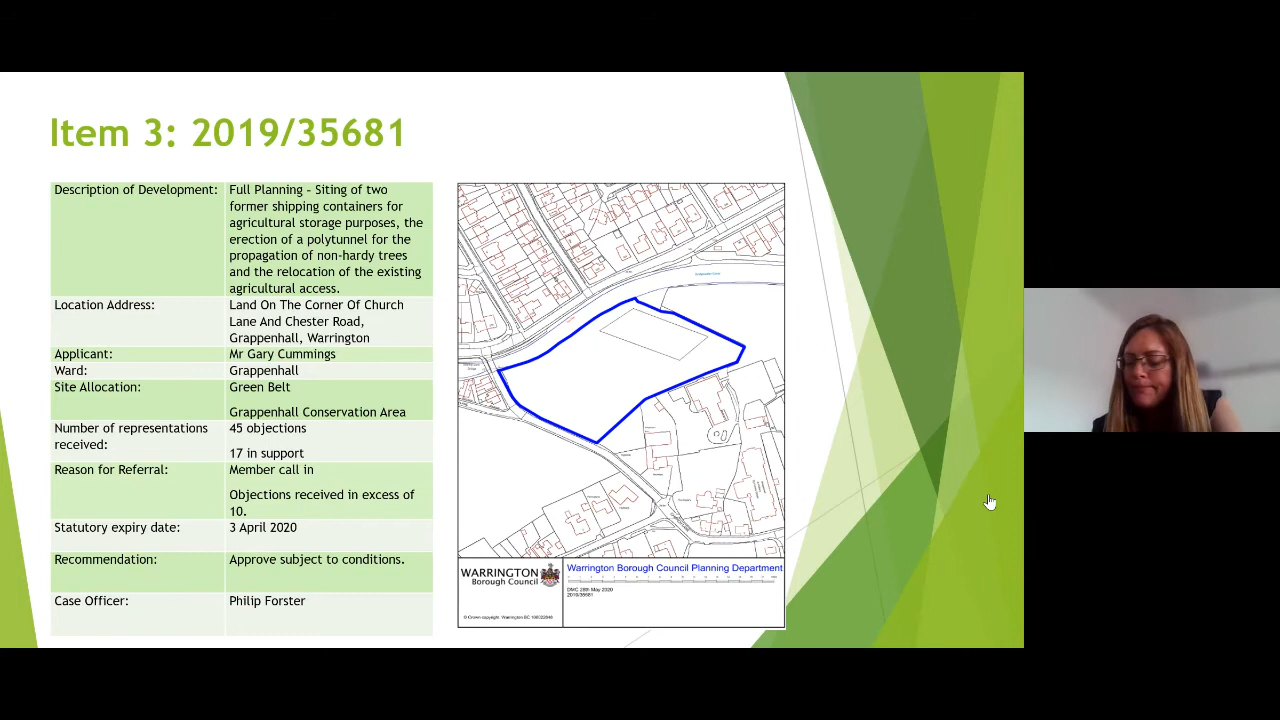 Item 3: 2019/35681
Description of Development:
Full Planning – Siting of two
former shipping containers for
agricultural storage purposes, the
erection of a polytunnel for the
propagation of non-hardy trees
and the relocation of the existing
agricultural access.
Location Address:
Land On The Corner Of Church
Lane And Chester Road,
Grappenhall, Warrington
Applicant:
Mr Gary Cummings
Ward:
Grappenhall
Site Allocation:
Green Belt
Grappenhall Conservation Area
Number of representations
received:
45 objections
17 in support
Reason for Referral:
Member call in
Objections received in excess of
10.
Statutory expiry date:
3 April 2020
Recommendation:
Approve subject to conditions.
Case Officer:
Philip Forster
WARRINGTON
Borough Council
Warrington Borough Council Planning Department
DMC 28th May 2020
2019/35681